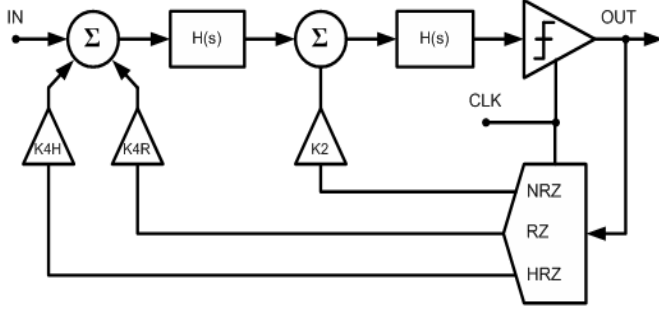 IN
Σ
H(s)
Σ
H(s)
OUT
CLK
K4H
K4R
K2
NRZ
RZ
HRZ